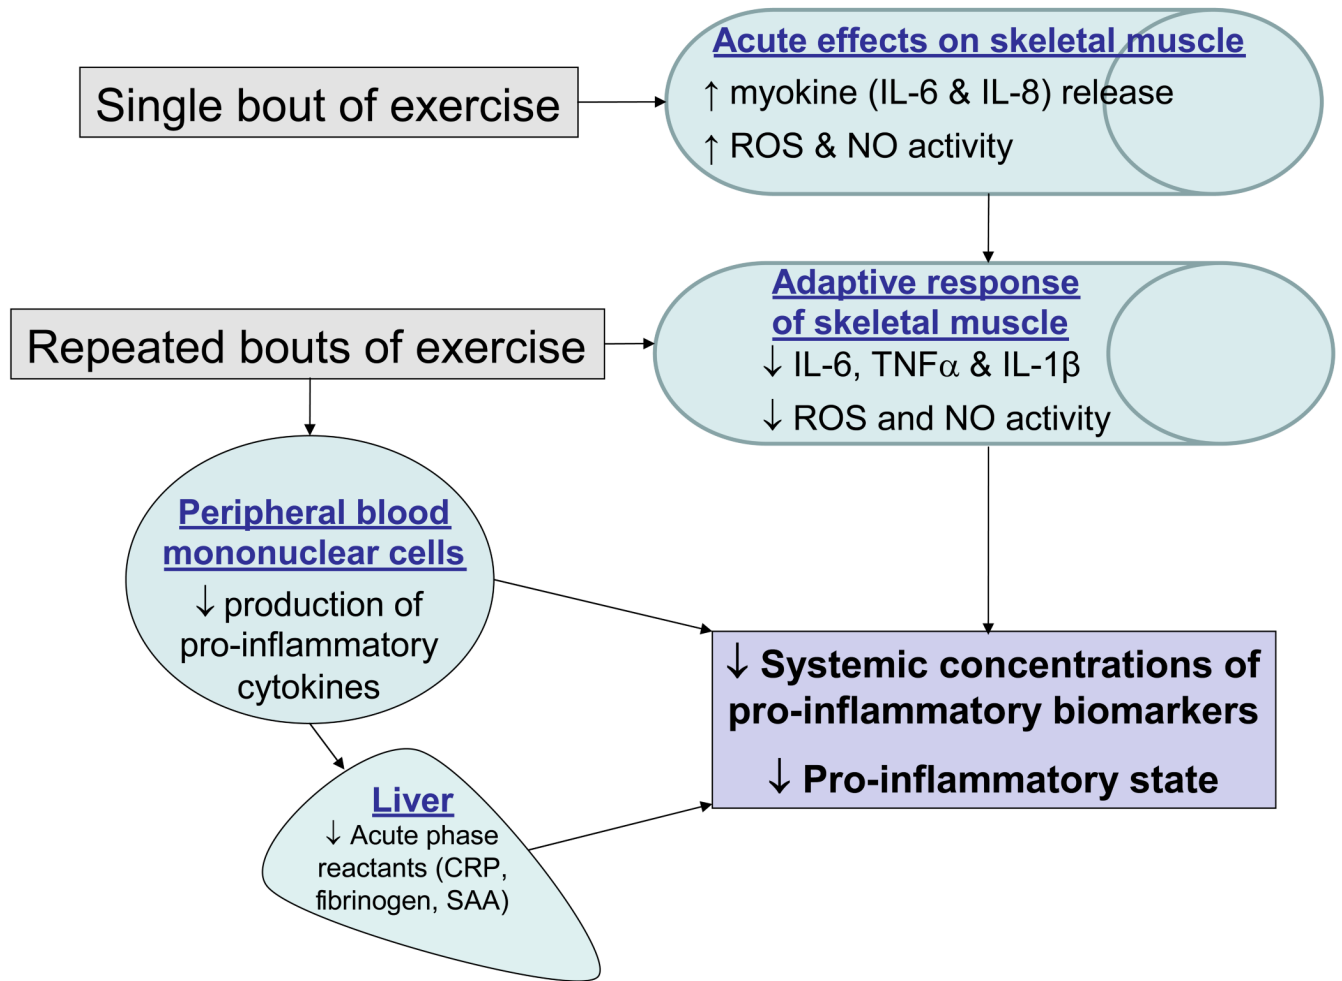 Single bout of exercise
Acute effects on skeletal muscle
↑ myokine (IL-6 & IL-8) release
↑ ROS & NO activity
Repeated bouts of exercise
Adaptive response
of skeletal muscle
↓ IL-6, TNFα & IL-1β
↓ ROS and NO activity
Peripheral blood
mononuclear cells
↓ production of
pro-inflammatory
cytokines
↓ Systemic concentrations of
pro-inflammatory biomarkers
↓ Pro-inflammatory state
Liver
↓ Acute phase
reactants (CRP,
fibrinogen, SAA)